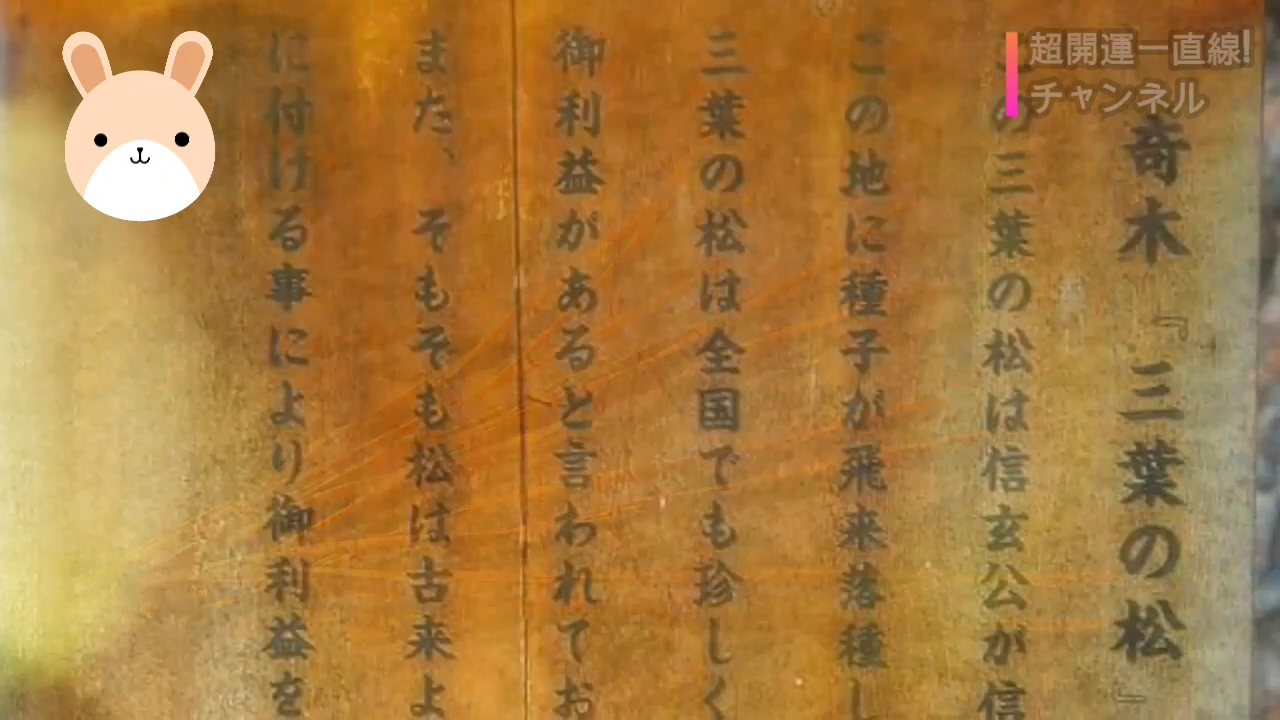 超開運一直線!
チャンネル
奇木『三葉の松』
この三葉の松は信玄公が信
この地に種子が飛来落種し
三葉の松は全国でも珍しく
御利益があると言われてお
また、そもそも松は古来よ
に付ける事により御利益を